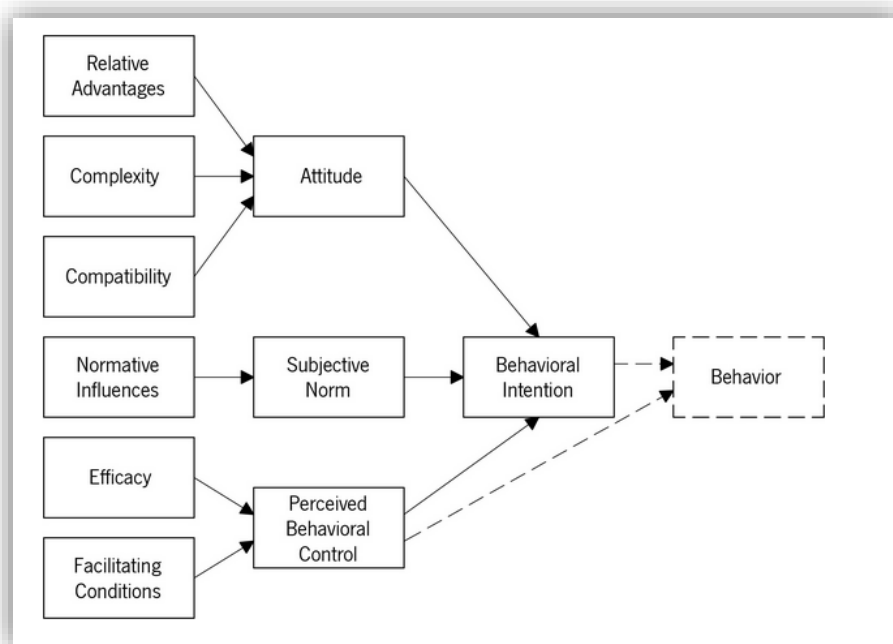 Relative
Advantages
Complexity
Attitude
Compatibility
Normative
Influences
Subjective
Norm
Behavioral
Intention
Behavior
Efficacy
Perceived
Behavioral
Control
Facilitating
Conditions